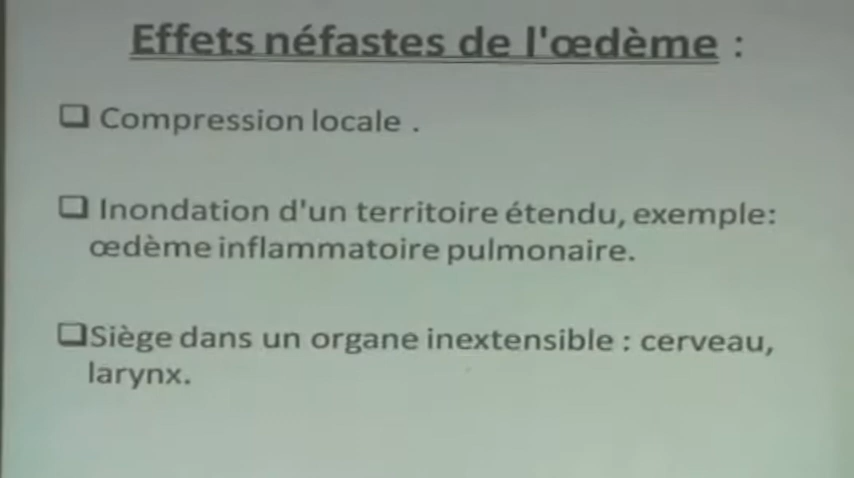 Effets néfastes de l'œdème :
❑ Compression locale .
❑ Inondation d'un territoire étendu, exemple:
œdème inflammatoire pulmonaire.
❑Siège dans un organe inextensible : cerveau,
larynx.